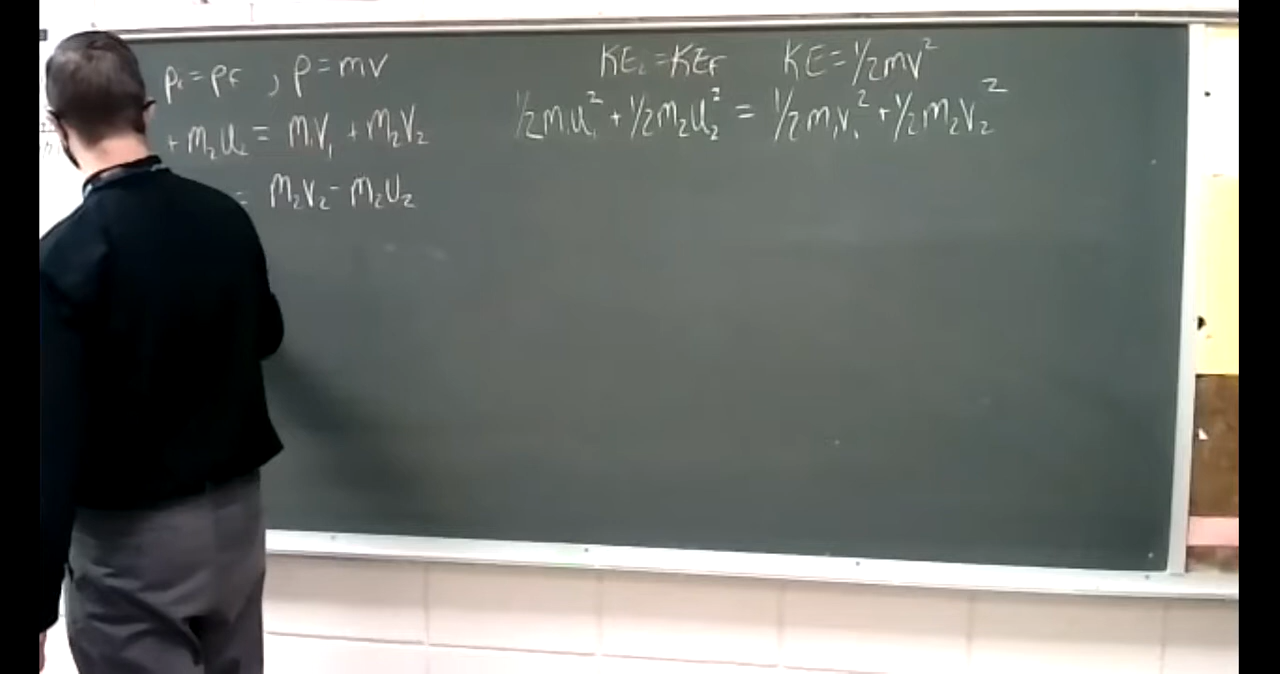 pᵢ = p_f , p = mv
+ m₂u₂ = m₁v₁ + m₂v₂
= m₂v₂ - m₂u₂
KEᵢ = KE_f KE = 1/2mv²
1/2m₁u₁² + 1/2m₂u₂² = 1/2m₁v₁² + 1/2m₂v₂²